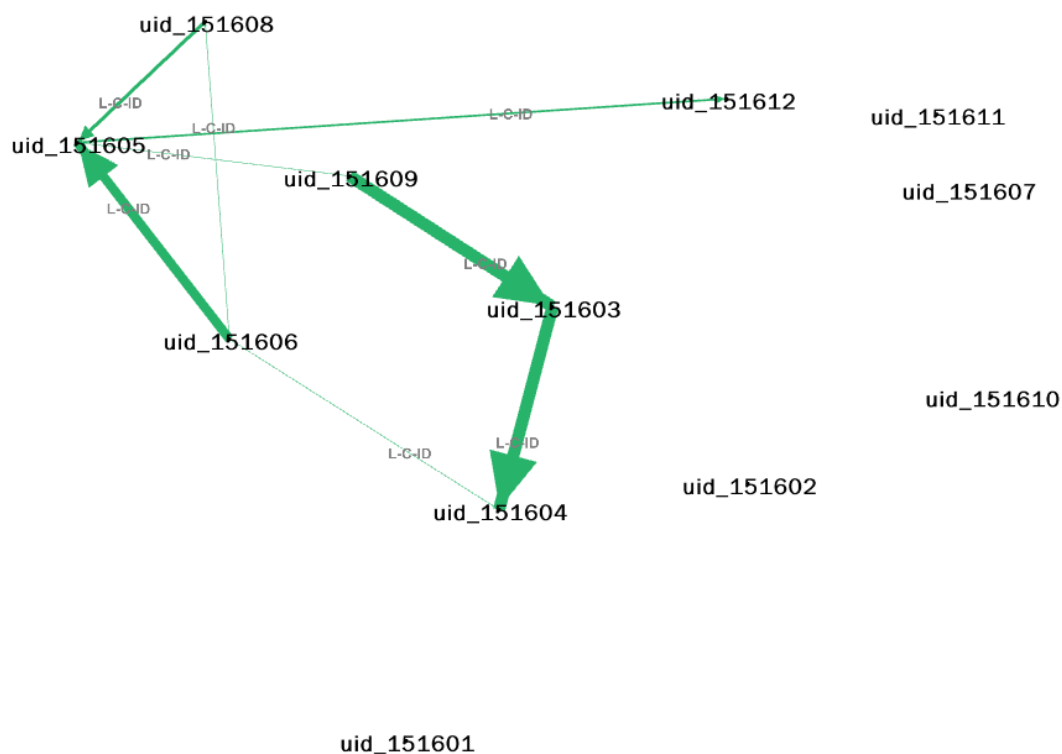 uid_151608
uid_151612
L-C-ID
L-C-ID
uid_151611
L-C-ID
uid_151605
L-C-ID
uid_151609
uid_151607
L-C-ID
L-C-ID
uid_151603
uid_151606
uid_151610
L-C-ID
L-C-ID
uid_151602
uid_151604
uid_151601